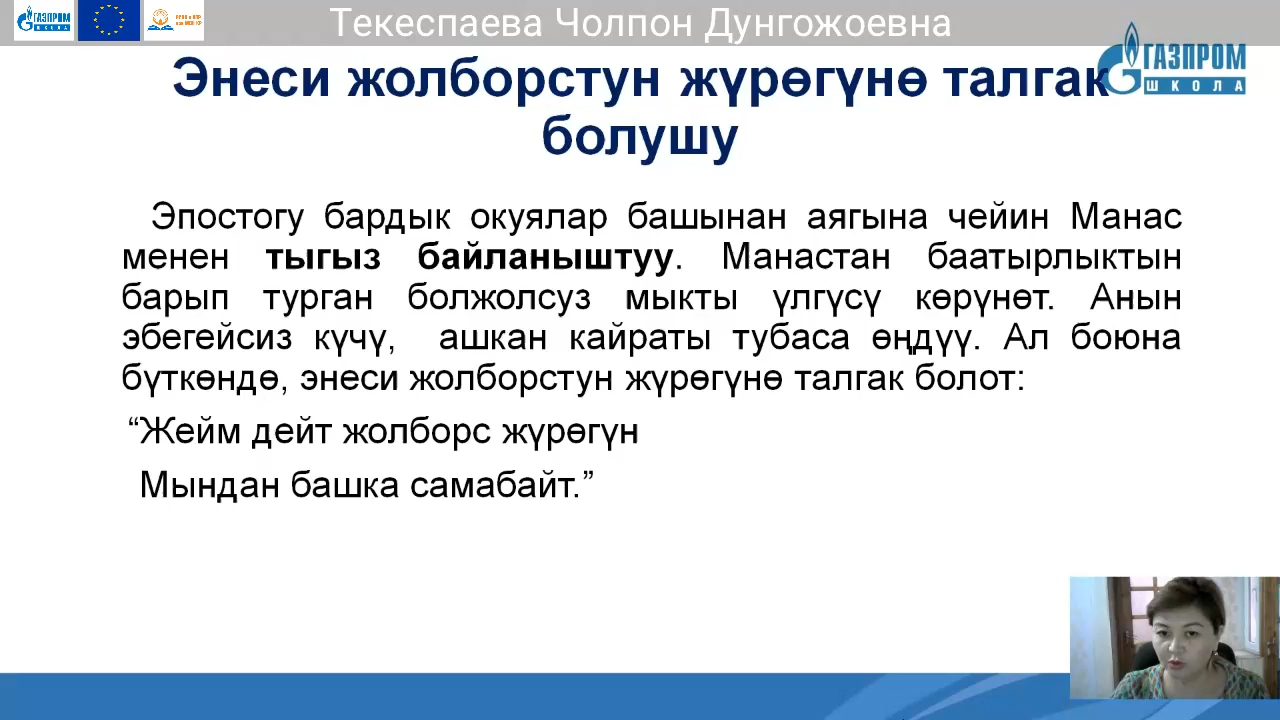 Текеспаева Чолпон Дунгожоевна
ГАЗПРОМ
ШКОЛА
ГАЗПРОМ
ШКОЛА
Энеси жолборстун жүрөгүнө талгак
болушу
Эпостогу бардык окуялар башынан аягына чейин Манас
менен тыгыз байланыштуу. Манастан баатырлыктын
барып турган болжолсуз мыкты үлгүсү көрүнөт. Анын
эбегейсиз күчү, ашкан кайраты тубаса өңдүү. Ал боюна
бүткөндө, энеси жолборстун жүрөгүнө талгак болот:
“Жейм дейт жолборс жүрөгүн
Мындан башка самабайт.”